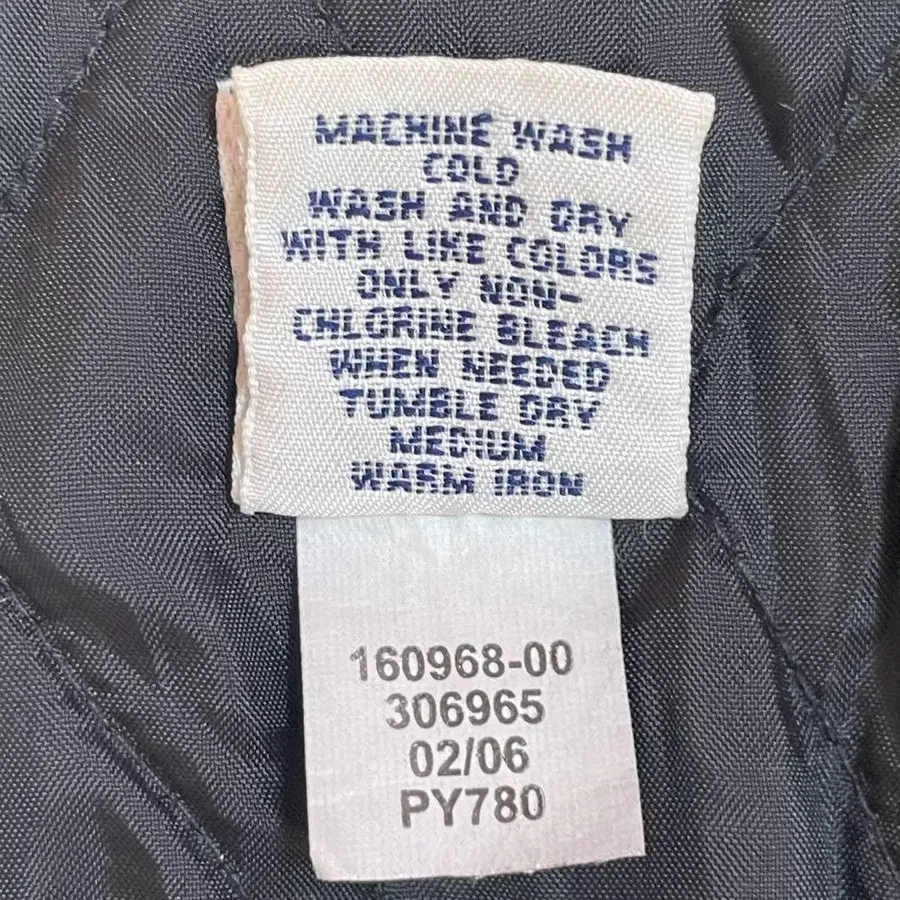 MACHINE WASH
COLD
WASH AND DRY
WITH LIKE COLORS
ONLY NON-
CHLORINE BLEACH
WHEN NEEDED
TUMBLE DRY
MEDIUM
WARM IRON
160968-00
306965
02/06
PY780